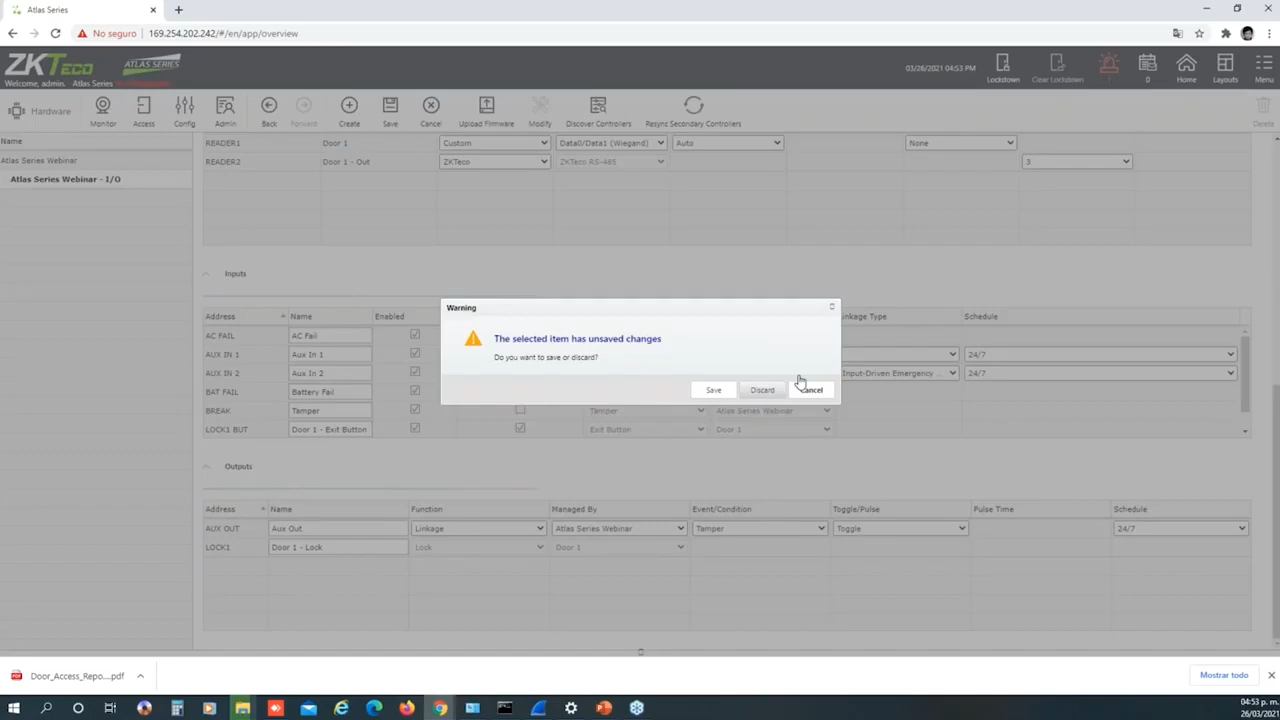 Atlas Series
No seguro 169.254.202.242/#/en/app/overview
ZKTeco ATLAS SERIES
Welcome; admin. Atlas Series
03/26/2021 04:53 PM
Lockdown Clear Lockdown 0 Home Layouts Menu
Hardware Monitor Access Config Admin Back Forward Create Save Cancel Upload Firmware Modify Discover Controllers Resync Secondary Controllers Delete
Name
Atlas Series Webinar
Atlas Series Webinar - I/O
READER1 Door 1 Custom Data0/Data1 (Wiegand) Auto None
READER2 Door 1 - Out ZKTeco ZKTeco RS-485 3
Inputs
Address Name Enabled Linkage Type Schedule
AC FAIL AC Fail
AUX IN 1 Aux In 1 24/7
AUX IN 2 Aux In 2 Input-Driven Emergency ... 24/7
BAT FAIL Battery Fail
BREAK Tamper Tamper Atlas Series Webinar
LOCK1 BUT Door 1 - Exit Button Exit Button Door 1
Warning
The selected item has unsaved changes
Do you want to save or discard?
Save Discard Cancel
Outputs
Address Name Function Managed By Event/Condition Toggle/Pulse Pulse Time Schedule
AUX OUT Aux Out Linkage Atlas Series Webinar Tamper Toggle 24/7
LOCK1 Door 1 - Lock Lock Door 1
Door_Access_Repo....pdf
Mostrar todo
04:53 p. m.
26/03/2021